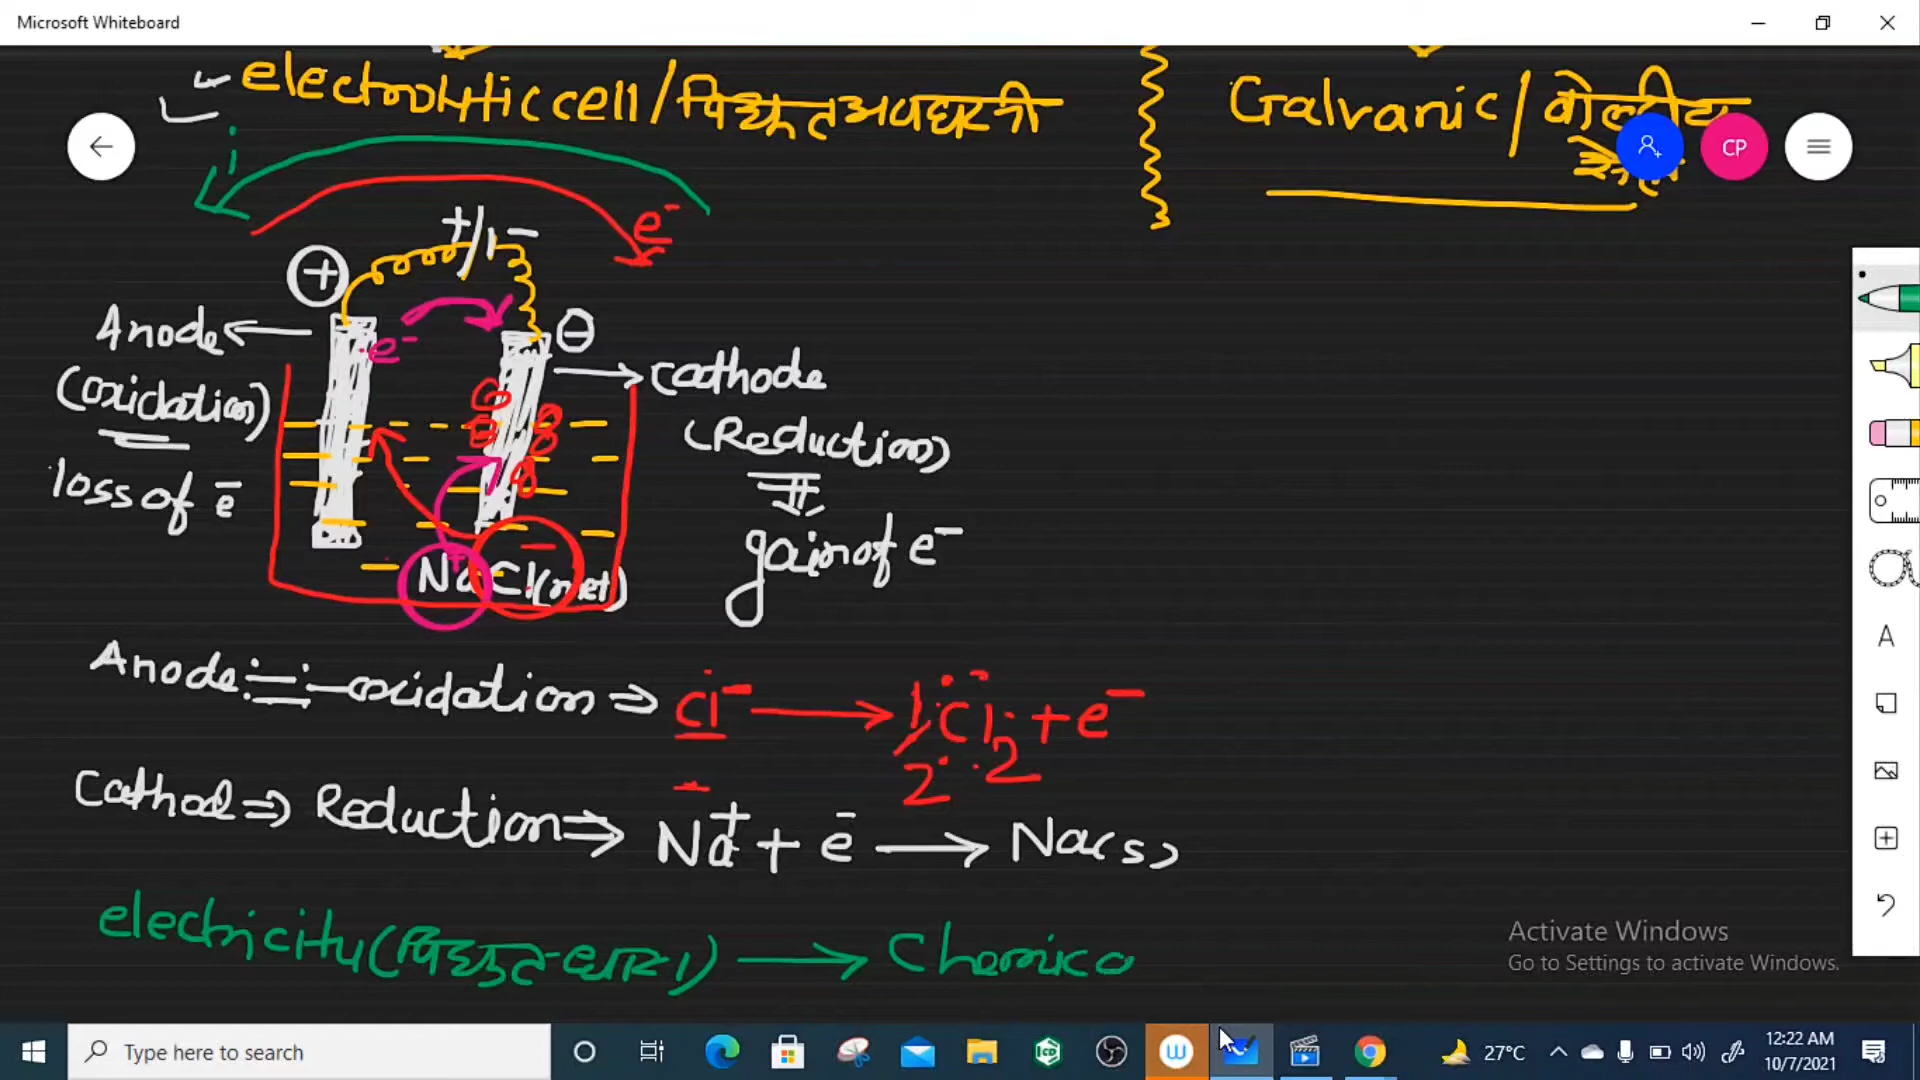 Microsoft Whiteboard
electrolytic cell/विद्युत अपघटनी
Galvanic/
CP
i
e⁻
+/-
+
Anode
e⁻
(oxidation)
loss of e⁻
−
cathode
(Reduction)
gain of e⁻
NaCl
Anode :- oxidation ⇒ Cl⁻ → 1/2 Cl2 + e⁻
Cathod ⇒ Reduction ⇒ Na⁺ + e⁻ → Na(s)
electricity (विद्युत-धारा) → Chemica
A
Activate Windows
Go to Settings to activate Windows.
Type here to search
27°C
12:22 AM
10/7/2021